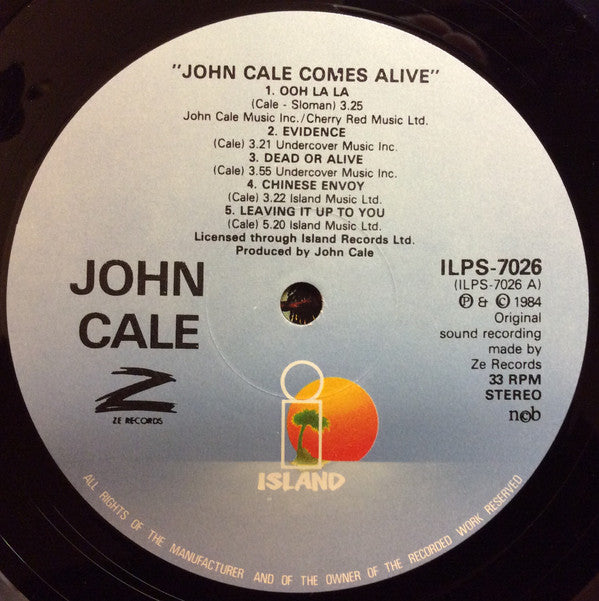 "JOHN CALE COMES ALIVE"
1. OOH LA LA
(Cale - Sloman) 3.25
John Cale Music Inc./Cherry Red Music Ltd.
2. EVIDENCE
(Cale) 3.21 Undercover Music Inc.
3. DEAD OR ALIVE
(Cale) 3.55 Undercover Music Inc.
4. CHINESE ENVOY
(Cale) 3.22 Island Music Ltd.
5. LEAVING IT UP TO YOU
(Cale) 5.20 Island Music Ltd.
Licensed through Island Records Ltd.
Produced by John Cale
JOHN
CALE
Z
ZE RECORDS
ILPS-7026
(ILPS-7026 A)
Ⓟ & © 1984
Original
sound recording
made by
Ze Records
33 RPM
STEREO
n©b
i
ISLAND
ALL RIGHTS OF THE MANUFACTURER AND OF THE OWNER OF THE RECORDED WORK RESERVED